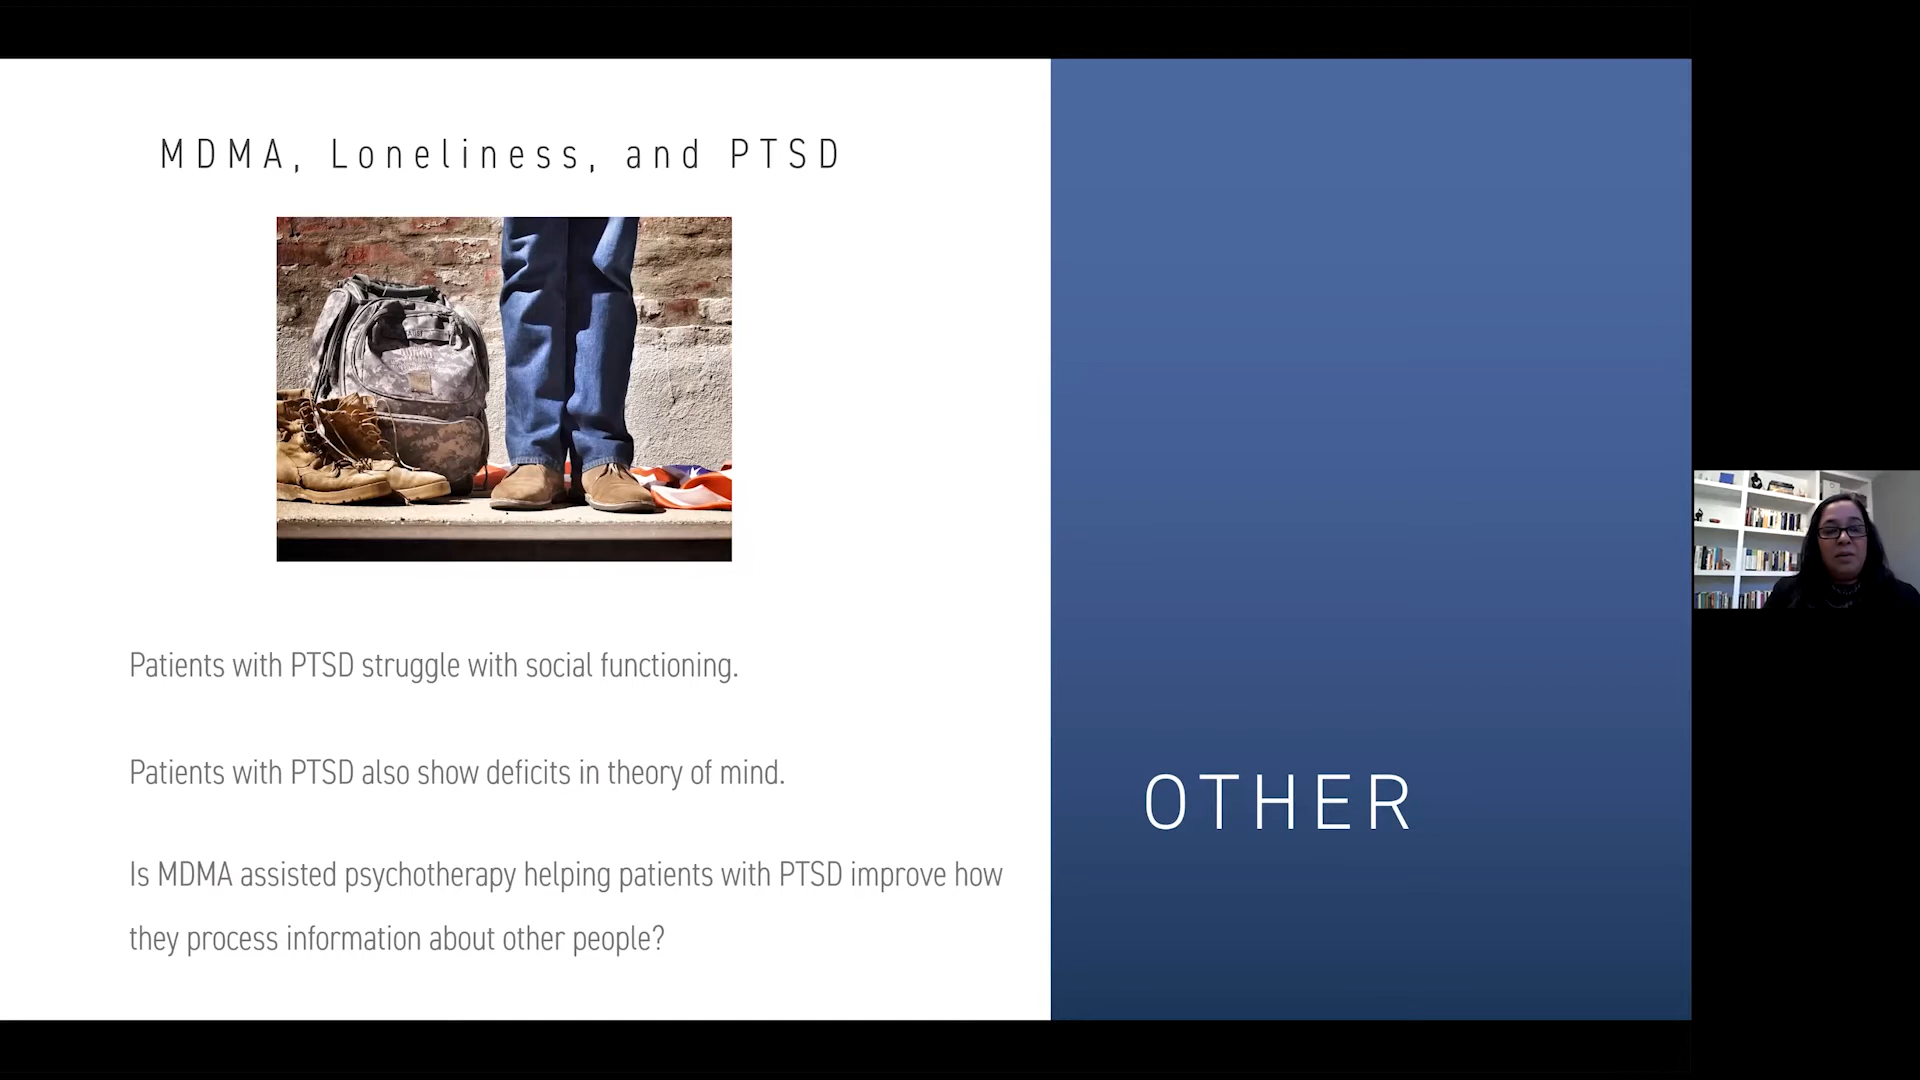 MDMA, Loneliness, and PTSD
Patients with PTSD struggle with social functioning.
Patients with PTSD also show deficits in theory of mind.
Is MDMA assisted psychotherapy helping patients with PTSD improve how
they process information about other people?
OTHER